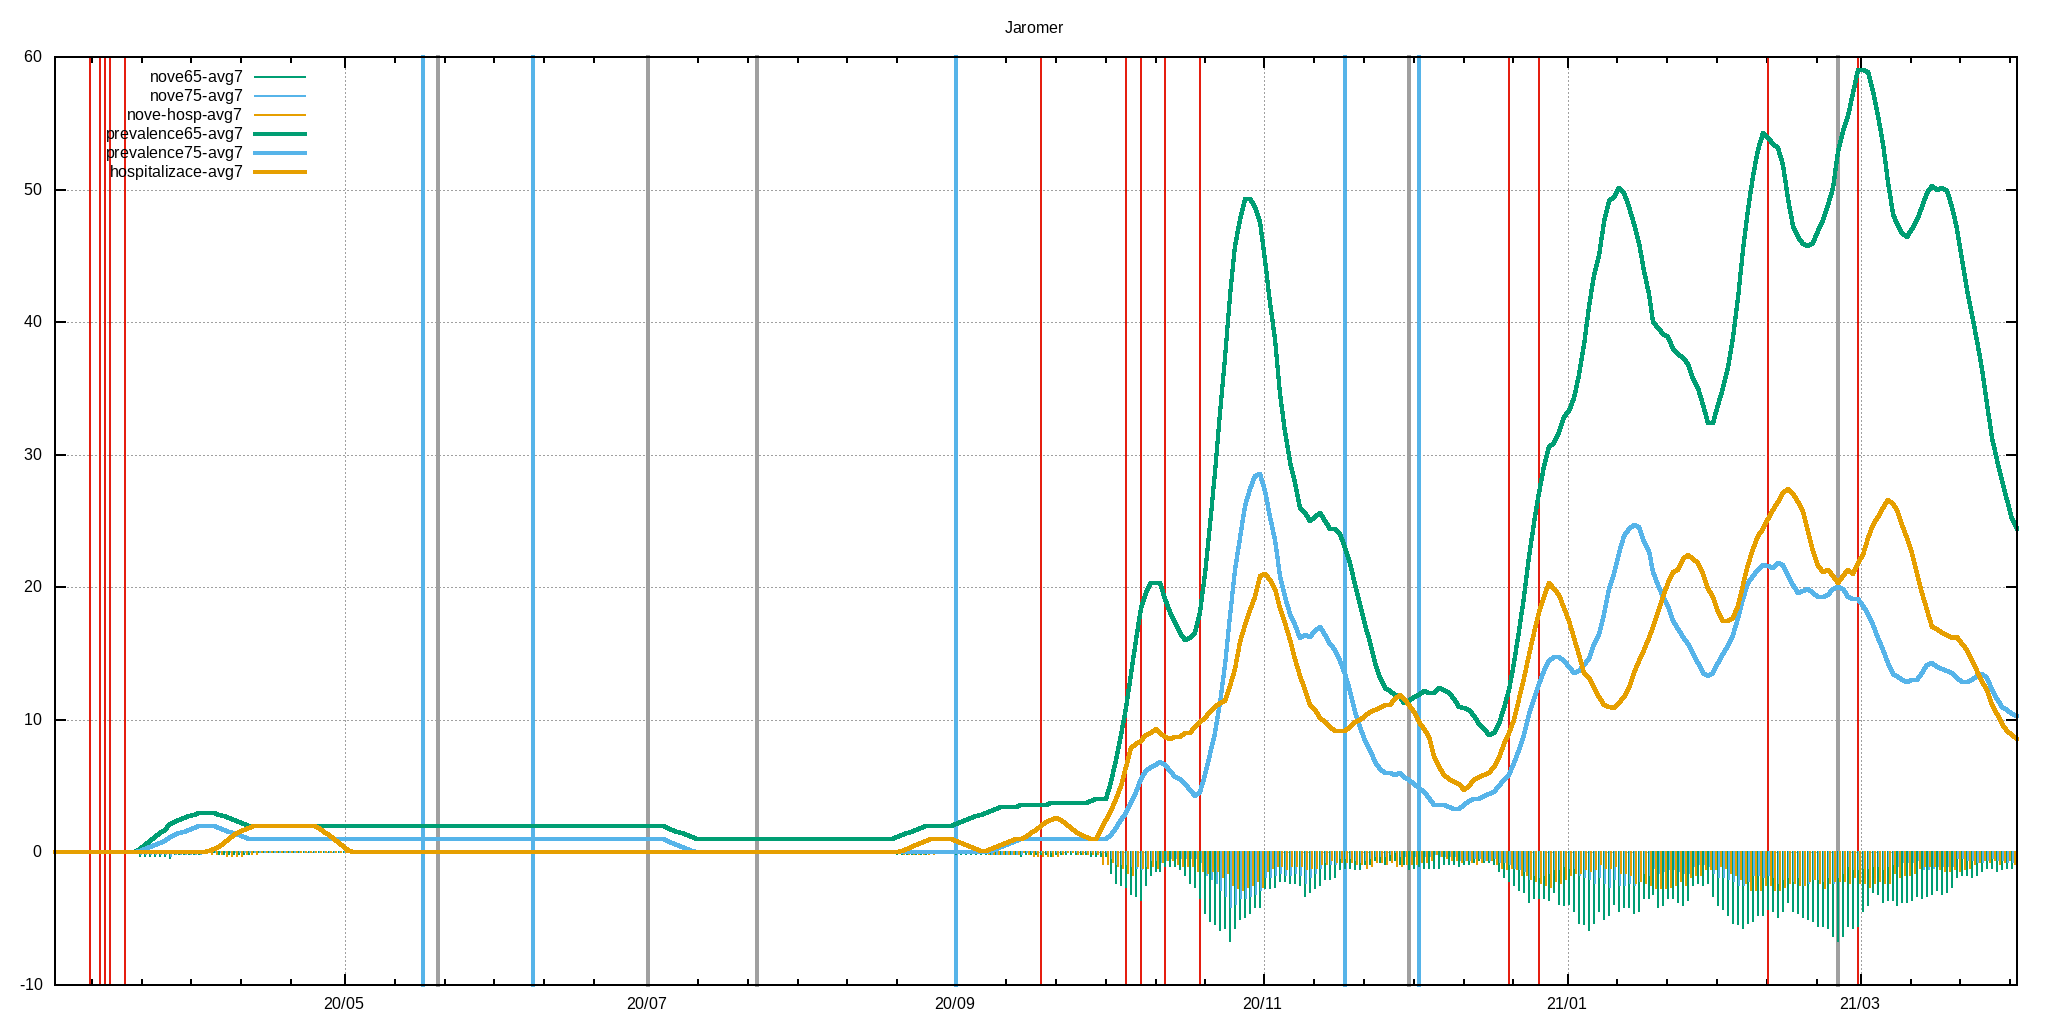 Jaromer
60
nove65-avg7
nove75-avg7
nove-hosp-avg7
prevalence65-avg7
prevalence75-avg7
hospitalizace-avg7
50
40
30
20
10
0
-10
20/05 20/07 20/09 20/11 21/01 21/03